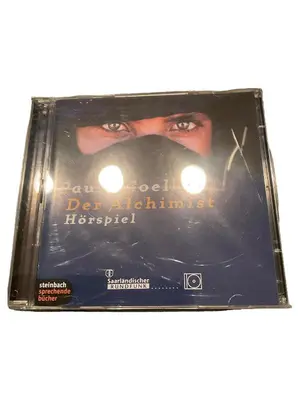 Der Alchimist
Hörspiel
steinbach
sprechende
bücher
Saarländischer
RUNDFUNK